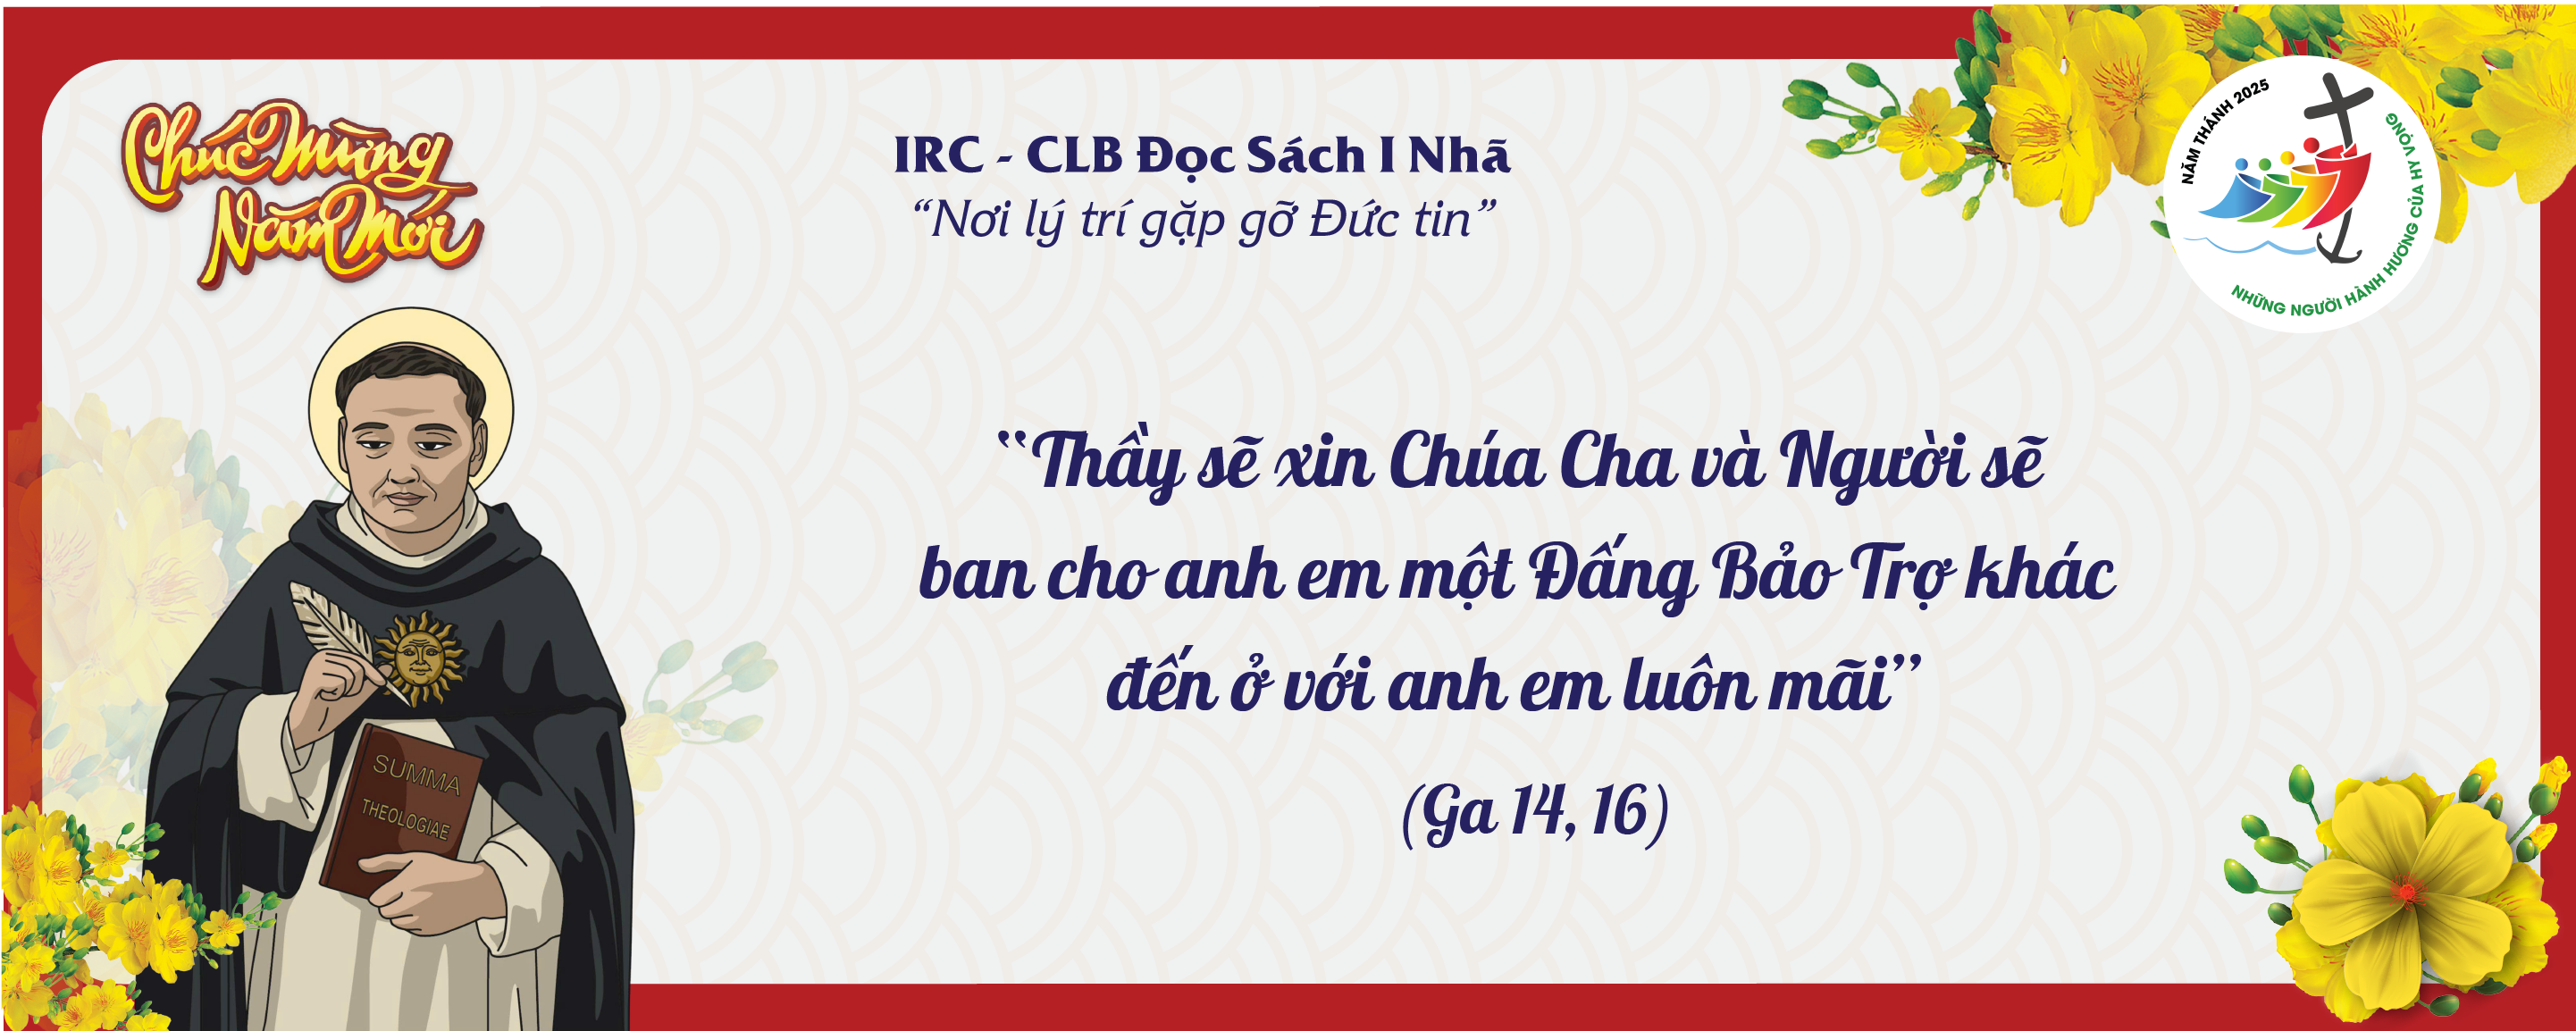 Chúc Mừng
Năm Mới
IRC - CLB Đọc Sách I Nhã
“Nơi lý trí gặp gỡ Đức tin”
NĂM THÁNH 2025
NHỮNG NGƯỜI HÀNH HƯƠNG CỦA HY VỌNG
“Thầy sẽ xin Chúa Cha và Người sẽ
ban cho anh em một Đấng Bảo Trợ khác
đến ở với anh em luôn mãi”
(Ga 14, 16)
SUMMA
THEOLOGIAE